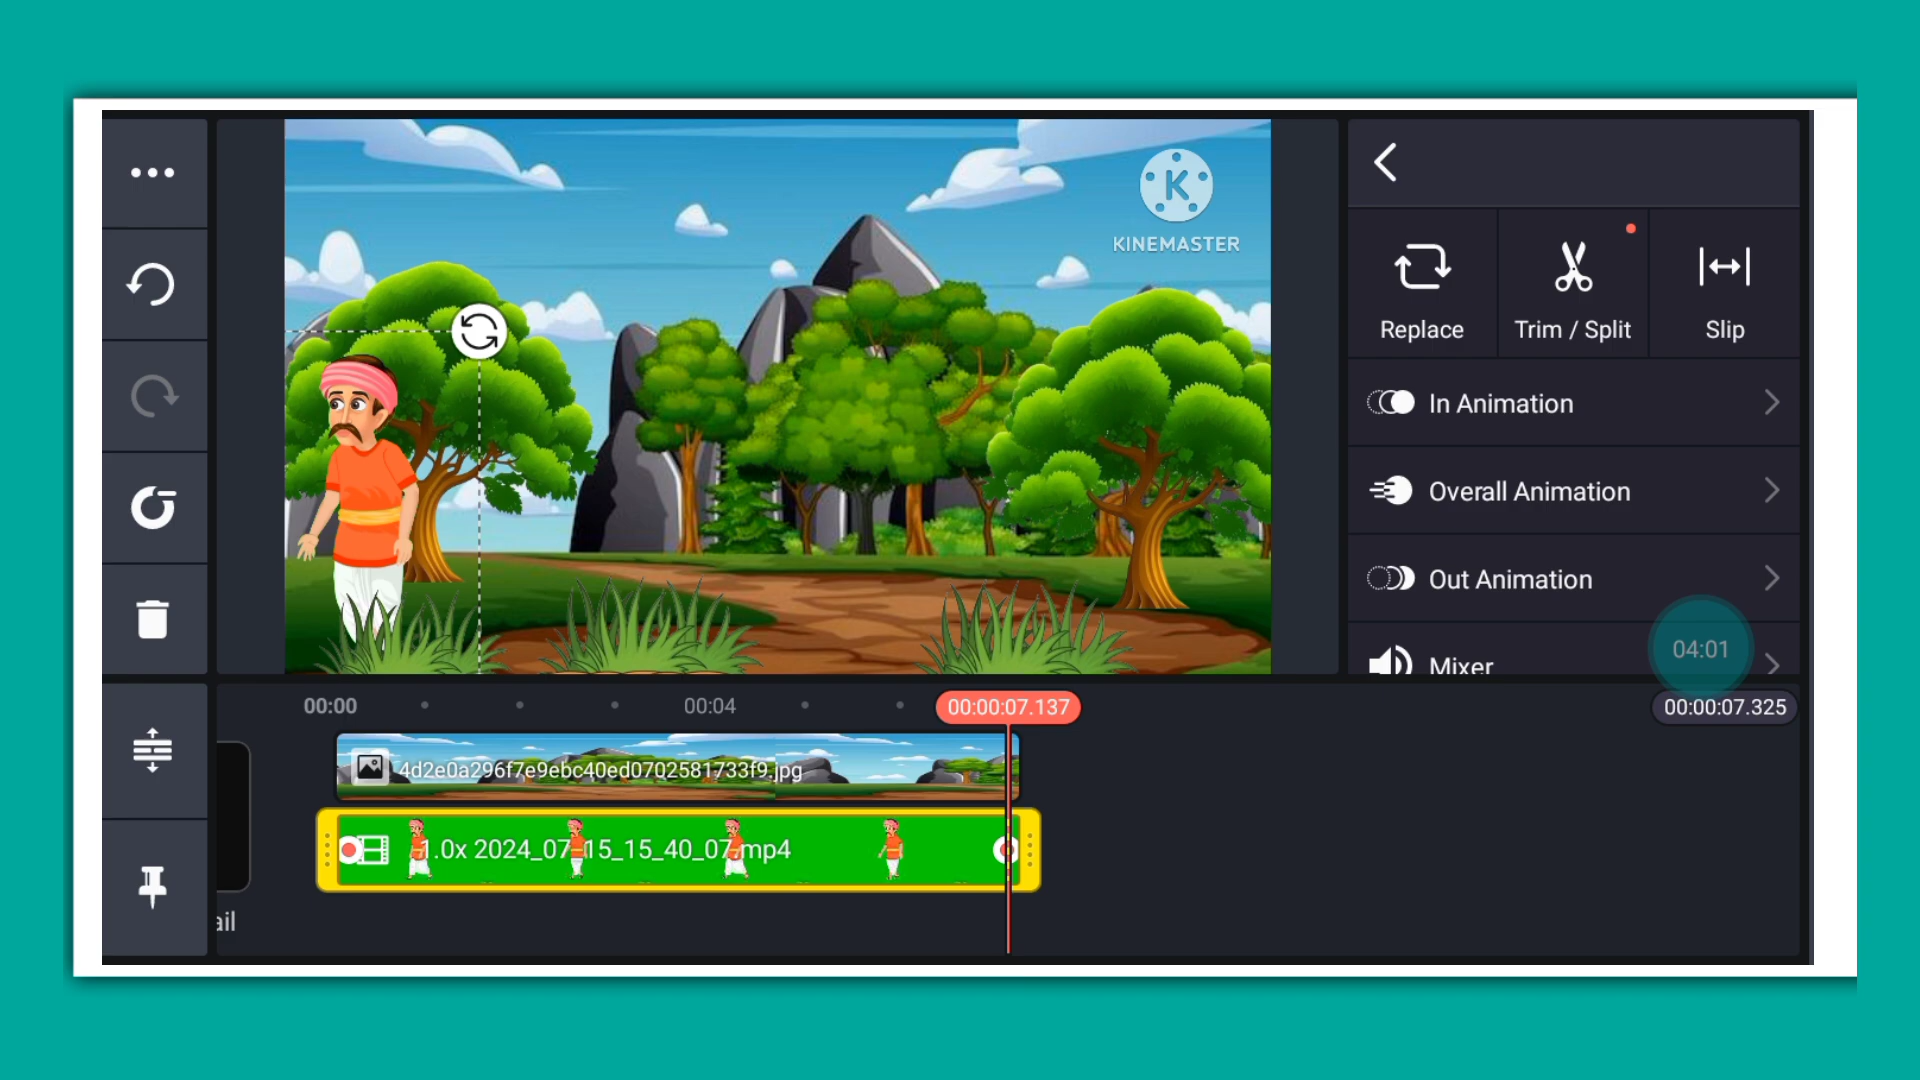 KINEMASTER
Replace
Trim / Split
Slip
In Animation
Overall Animation
Out Animation
Mixer
04:01
00:00
00:04
00:00:07.137
00:00:07.325
4d2e0a296f7e9ebc40ed0702581733f9.jpg
1.0x 2024_07_15_15_40_07.mp4
ail